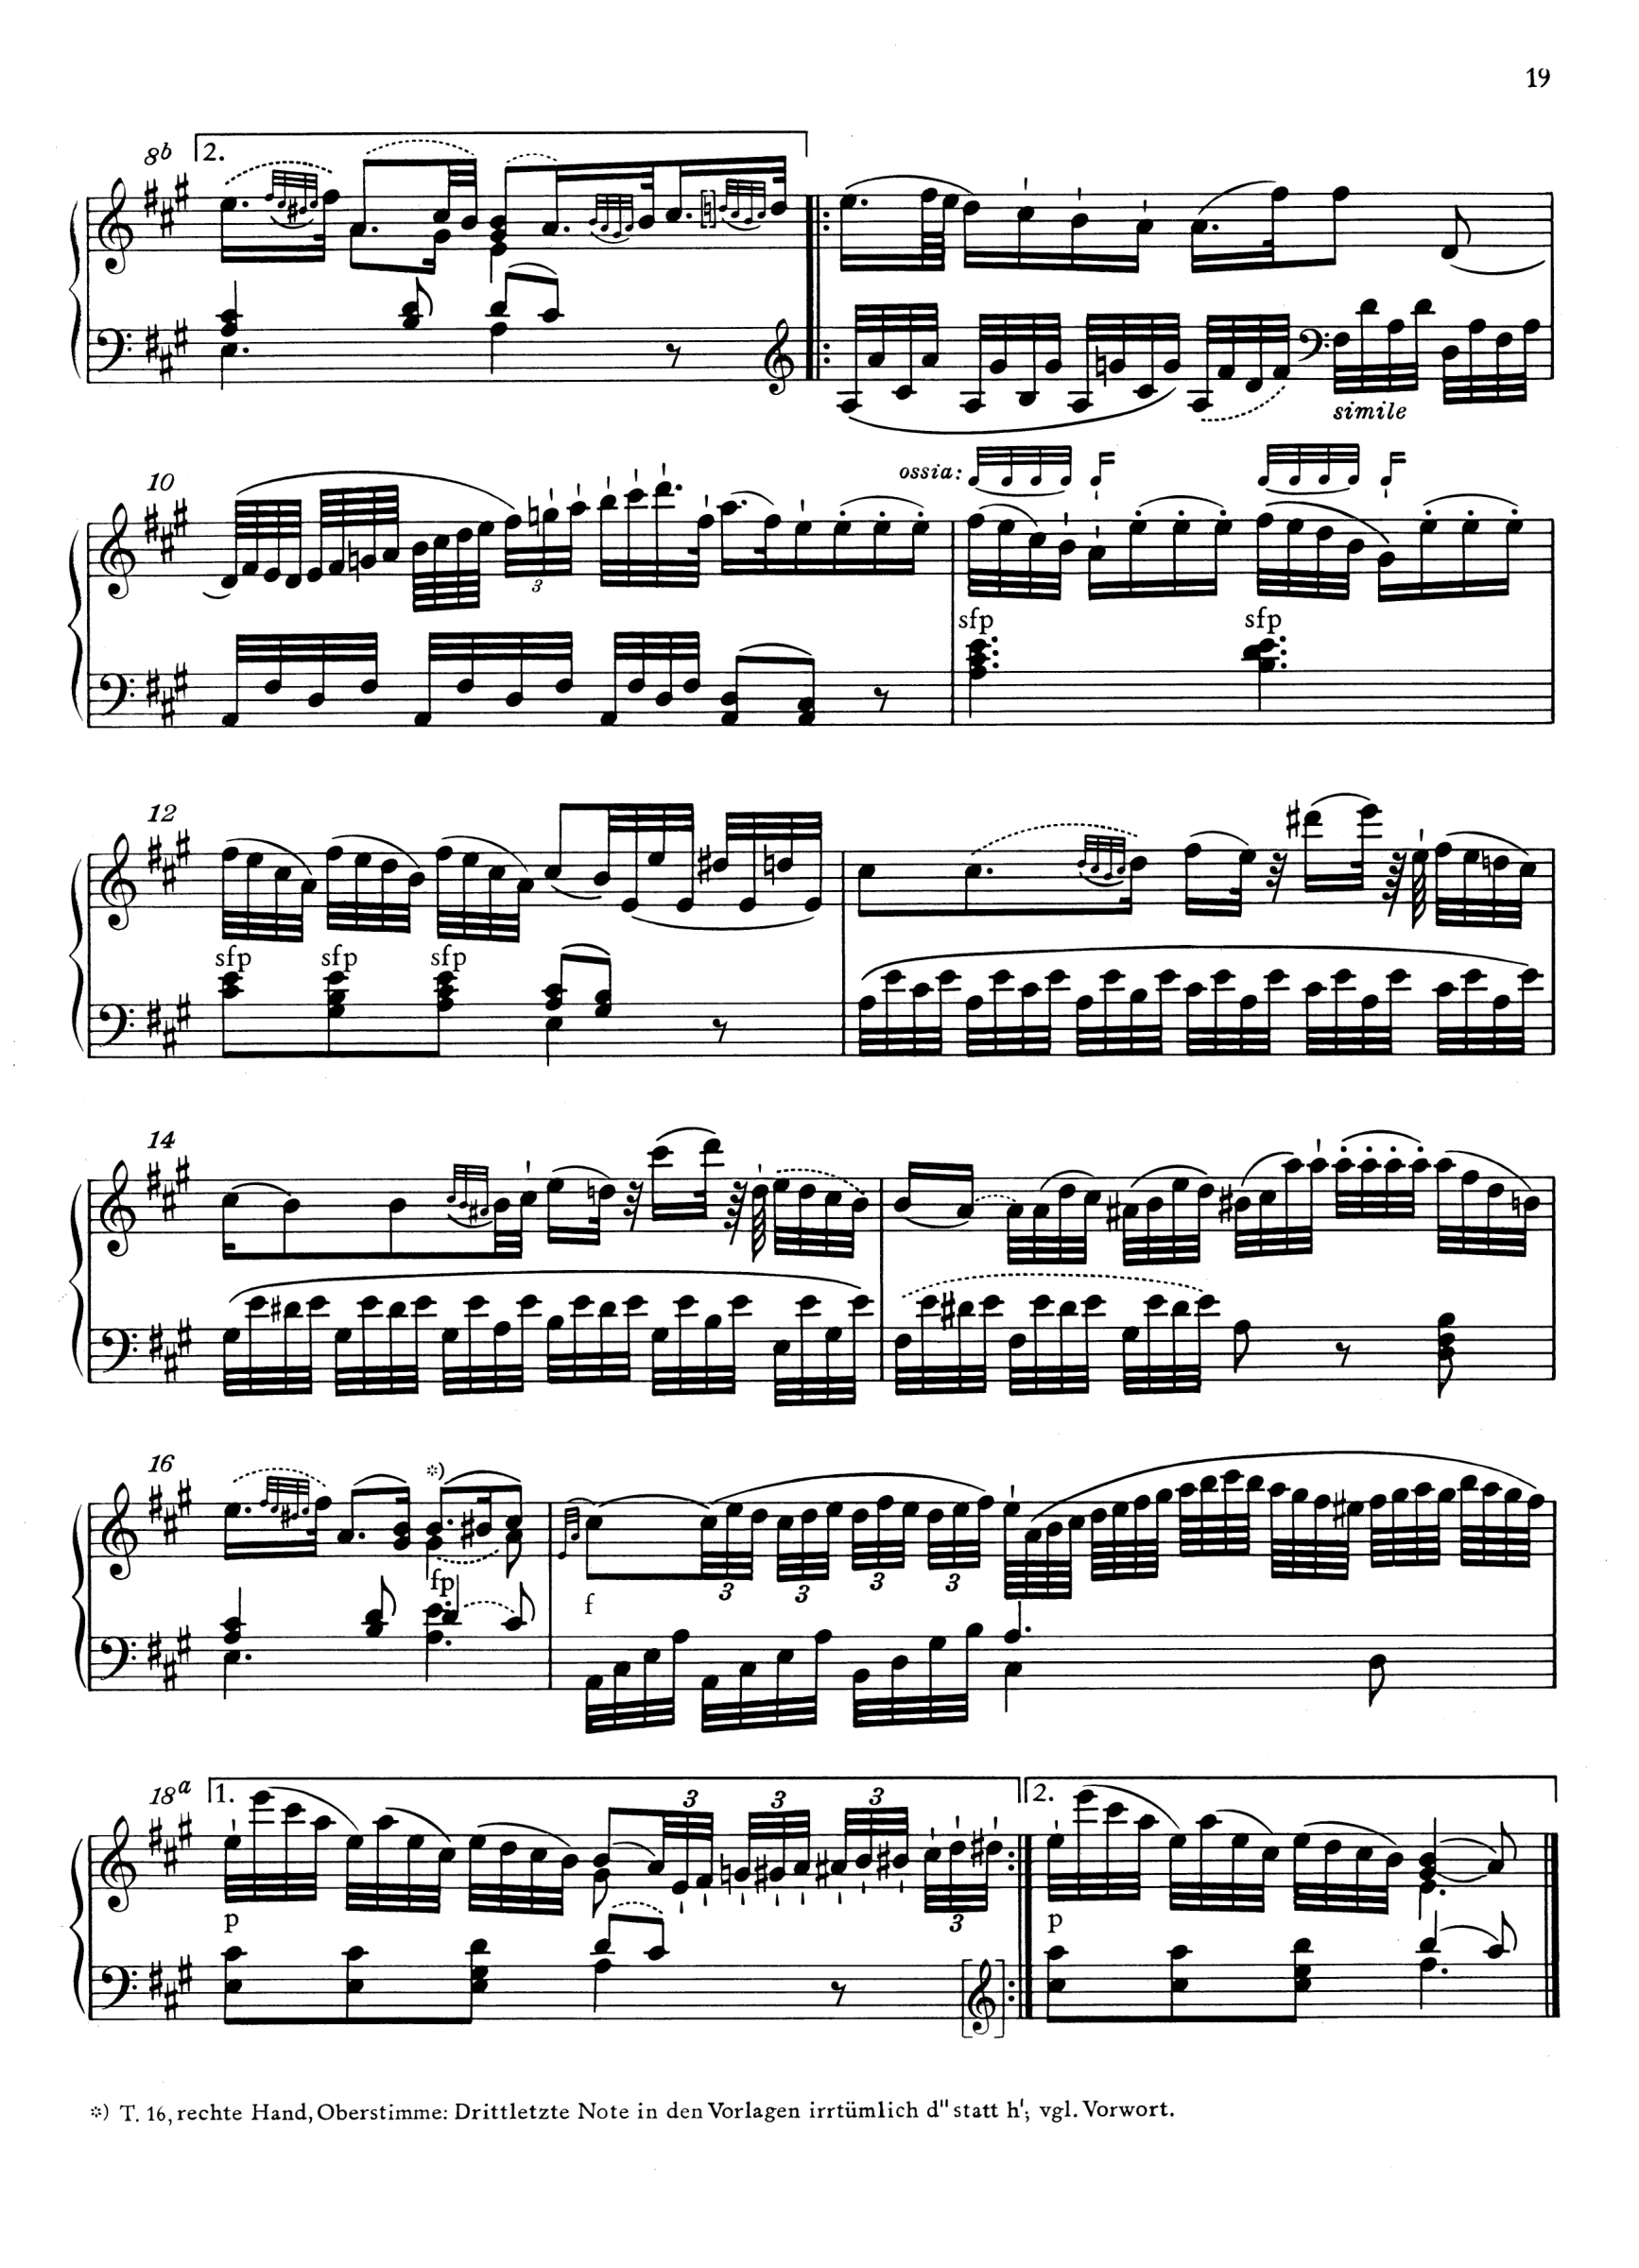 19
8b 2.
simile
10 3 ossia:
sfp sfp
12
sfp sfp sfp
14
16 *)
fp f 3 3 3 3
18a 1. 3 3 3 3 2.
p p
*) T. 16, rechte Hand, Oberstimme: Drittletzte Note in den Vorlagen irrtümlich d" statt h'; vgl. Vorwort.